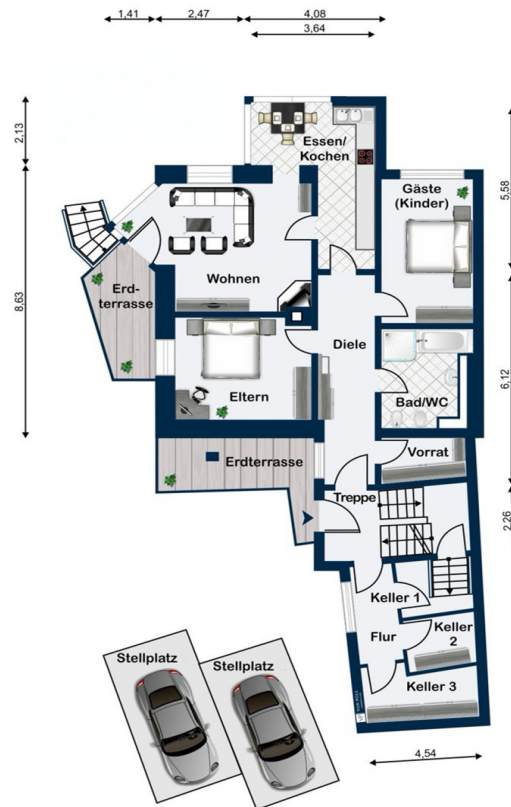 1,41
2,47
4,08
3,64
2,13
8,63
5,58
6,12
2,26
Essen/
Kochen
Gäste
(Kinder)
Wohnen
Erd-
terrasse
Diele
Eltern
Bad/WC
Erdterrasse
Vorrat
Treppe
Keller 1
Flur
Keller
2
Keller 3
Stellplatz
Stellplatz
4,54